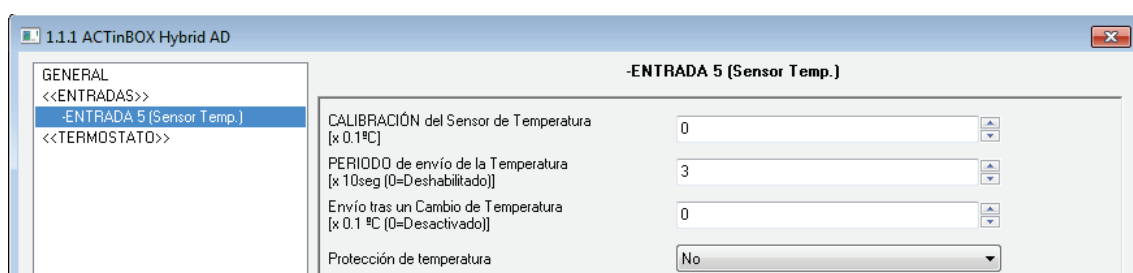 1.1.1 ACTinBOX Hybrid AD
GENERAL
<<ENTRADAS>>
-ENTRADA 5 (Sensor Temp.)
<<TERMOSTATO>>
-ENTRADA 5 (Sensor Temp.)
CALIBRACIÓN del Sensor de Temperatura
[x 0.1ºC]
0
PERIODO de envío de la Temperatura
[x 10seg (0=Deshabilitado)]
3
Envío tras un Cambio de Temperatura
[x 0.1 ºC (0=Desactivado)]
0
Protección de temperatura
No